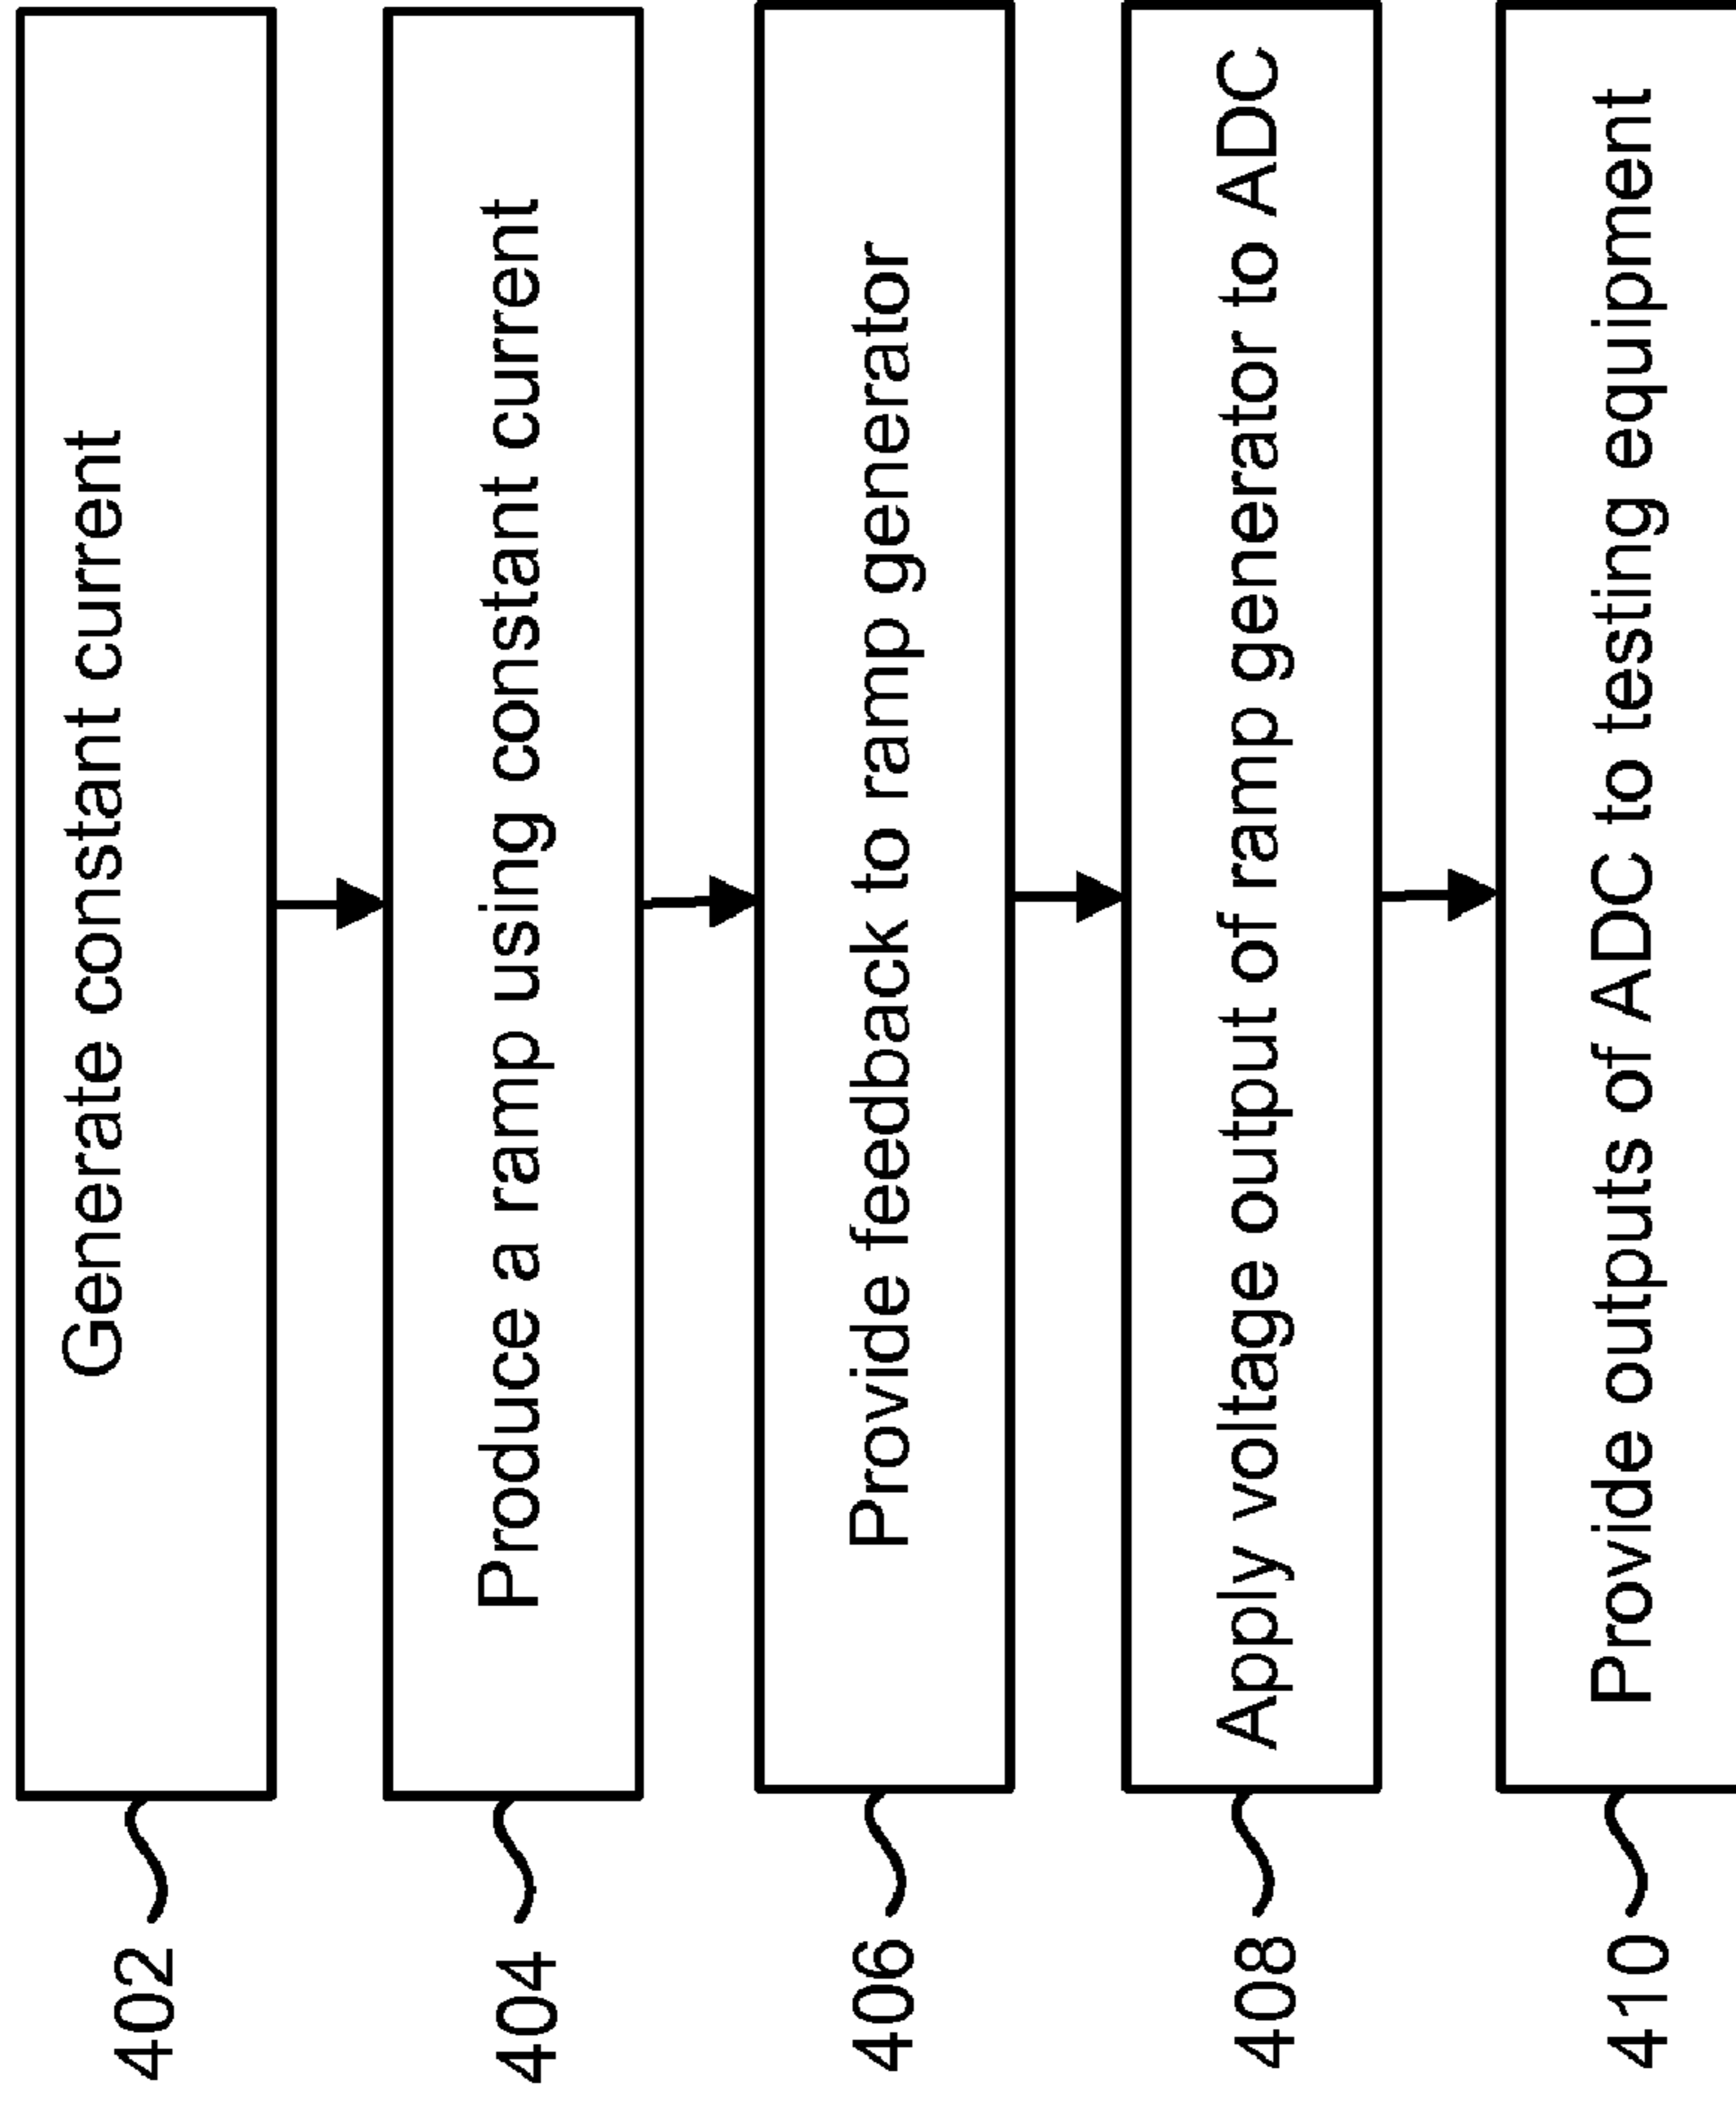 402
Generate constant current
404
Produce a ramp using constant current
406
Provide feedback to ramp generator
408
Apply voltage output of ramp generator to ADC
410
Provide outputs of ADC to testing equipment